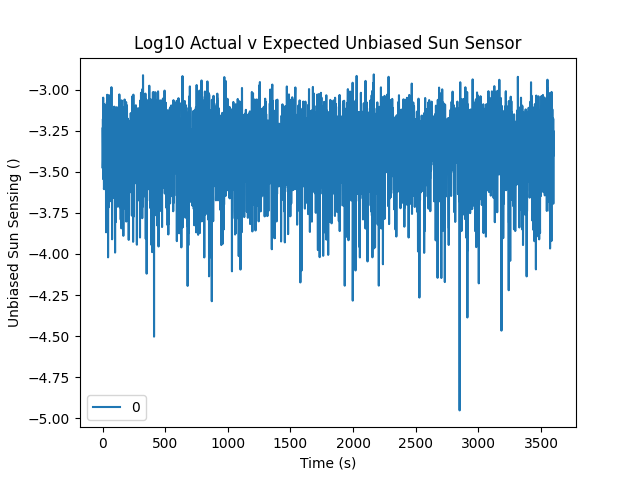 Log10 Actual v Expected Unbiased Sun Sensor
Unbiased Sun Sensing ()
−3.00
−3.25
−3.50
−3.75
−4.00
−4.25
−4.50
−4.75
−5.00
0
0 500 1000 1500 2000 2500 3000 3500
Time (s)